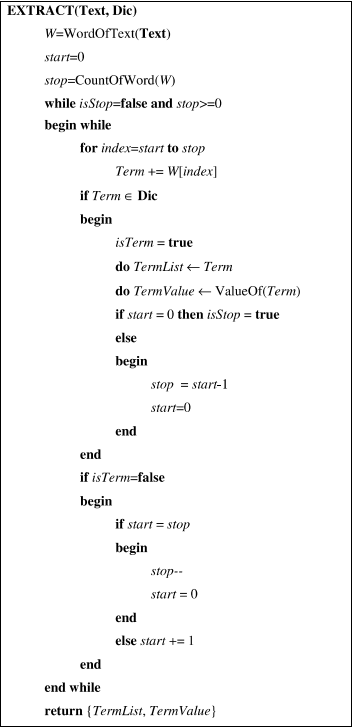 EXTRACT(Text, Dic)
W=WordOfText(Text)
start=0
stop=CountOfWord(W)
while isStop=false and stop>=0
begin while
for index=start to stop
Term += W[index]
if Term ∈ Dic
begin
isTerm = true
do TermList ← Term
do TermValue ← ValueOf(Term)
if start = 0 then isStop = true
else
begin
stop = start-1
start=0
end
end
if isTerm=false
begin
if start = stop
begin
stop--
start = 0
end
else start += 1
end
end while
return {TermList, TermValue}